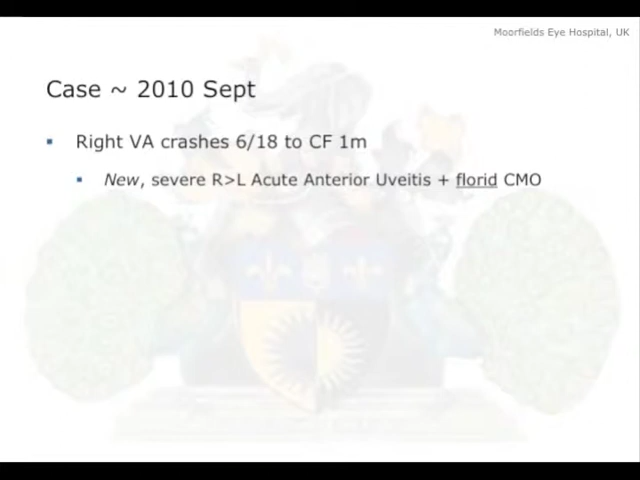 Moorfields Eye Hospital, UK
Case ~ 2010 Sept
▪ Right VA crashes 6/18 to CF 1m
▪ New, severe R>L Acute Anterior Uveitis + florid CMO